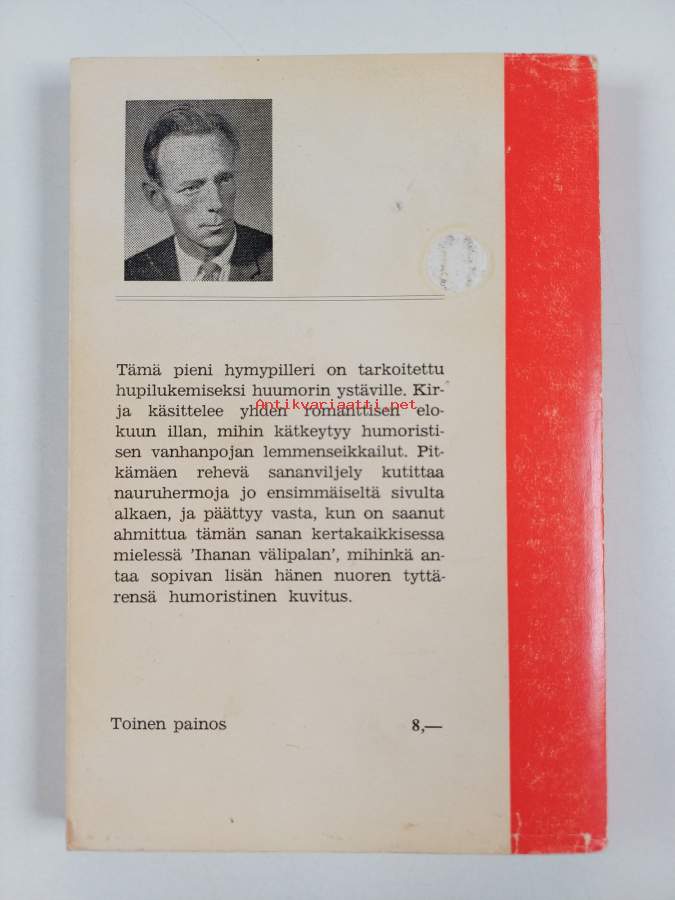 Tämä pieni hymypilleri on tarkoitettu
hupilukemiseksi huumorin ystäville. Kir-
ja käsittelee yhden romanttisen elo-
Antikvariaatti.net
kuun illan, mihin kätkeytyy humoristi-
sen vanhanpojan lemmenseikkailut. Pit-
kämäen rehevä sananviljely kutittaa
nauruhermoja jo ensimmäiseltä sivulta
alkaen, ja päättyy vasta, kun on saanut
ahmittua tämän sanan kertakaikkisessa
mielessä 'Ihanan välipalan', mihinkä an-
taa sopivan lisän hänen nuoren tyttä-
rensä humoristinen kuvitus.
Toinen painos 8,—